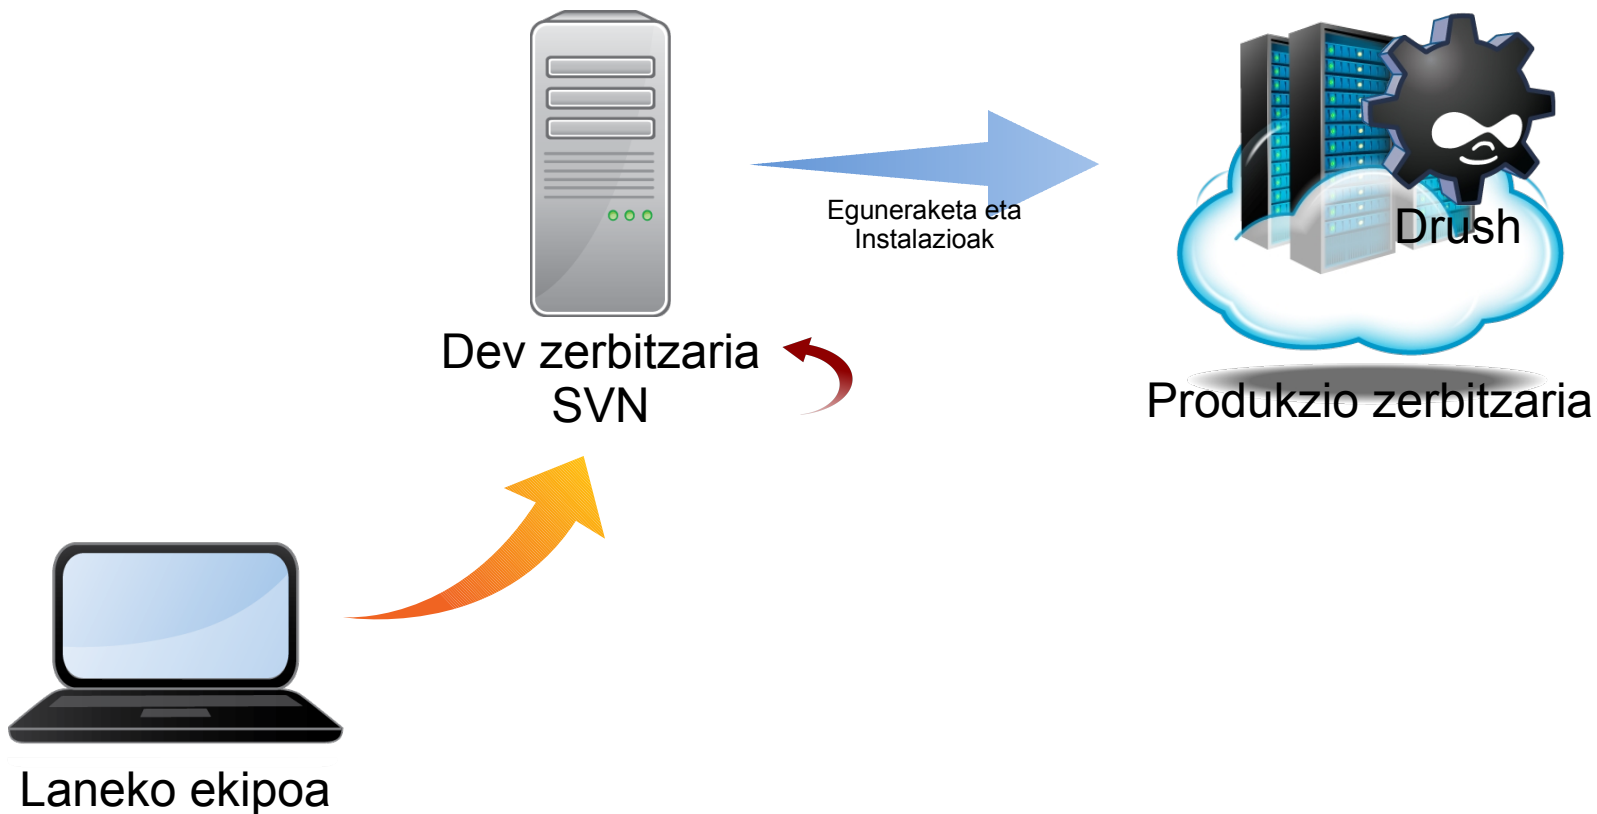 Eguneraketa eta
Instalazioak
Drush
Dev zerbitzaria
SVN
Produkzio zerbitzaria
Laneko ekipoa